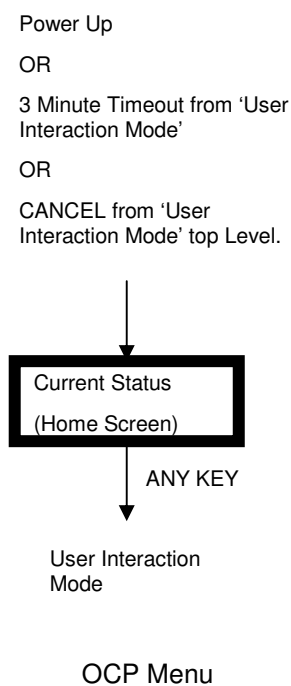 Power Up
OR
3 Minute Timeout from ‘User
Interaction Mode’
OR
CANCEL from ‘User
Interaction Mode’ top Level.
Current Status
(Home Screen)
ANY KEY
User Interaction
Mode
OCP Menu